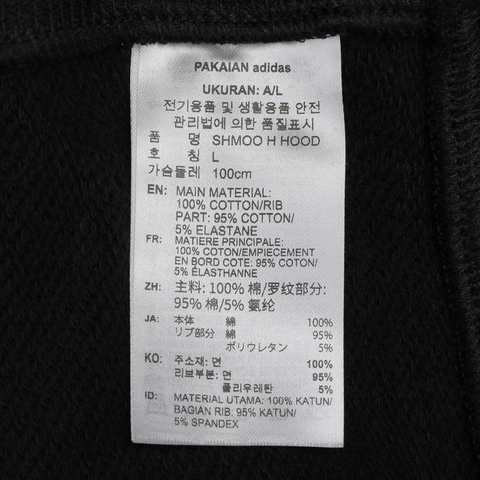 PAKAIAN adidas
UKURAN: A/L
전기용품 및 생활용품 안전
관리법에 의한 품질표시
품 명 SHMOO H HOOD
호 칭 L
가슴둘레 100cm
EN: MAIN MATERIAL:
100% COTTON/RIB
PART: 95% COTTON/
5% ELASTANE
FR: MATIERE PRINCIPALE:
100% COTON/EMPIECEMENT
EN BORD COTE: 95% COTON/
5% ÉLASTHANNE
ZH: 主料: 100% 棉/罗纹部分:
95% 棉/5% 氨纶
JA: 本体 綿 100%
リブ部分 綿 95%
ポリウレタン 5%
KO: 주소재: 면 100%
리브부분: 면 95%
폴리우레탄 5%
ID: MATERIAL UTAMA: 100% KATUN/
BAGIAN RIB: 95% KATUN/
5% SPANDEX